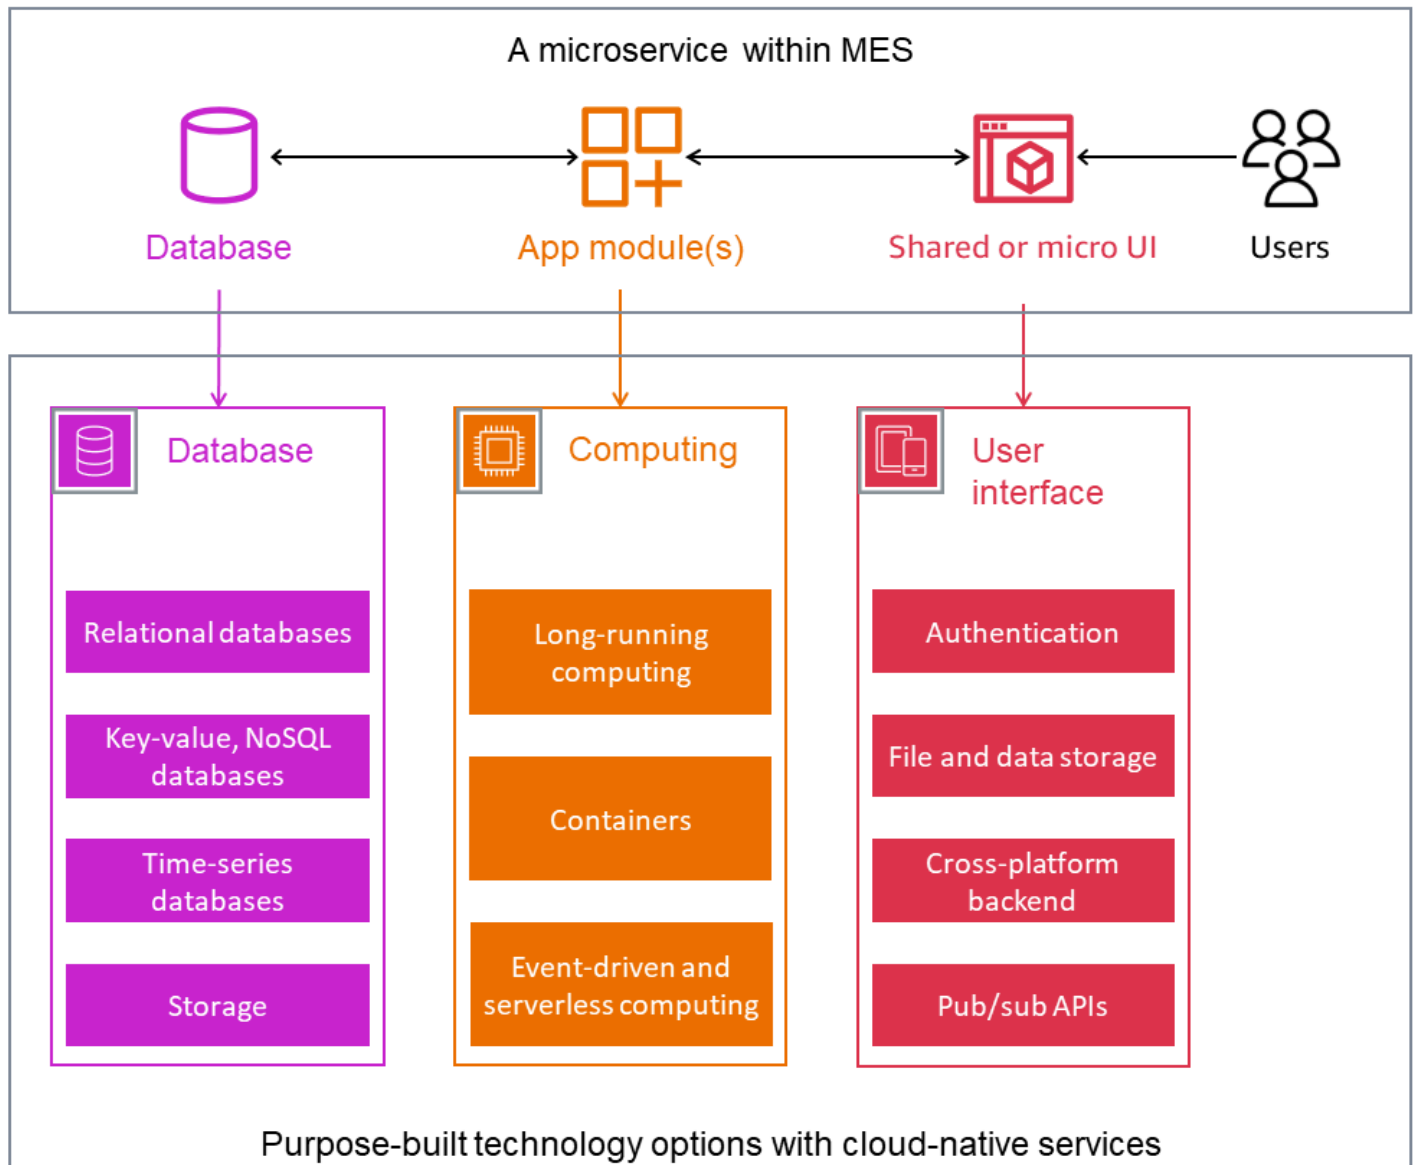 A microservice within MES
Database
App module(s)
Shared or micro UI
Users
Database
Computing
User
interface
Relational databases
Key-value, NoSQL
databases
Time-series
databases
Storage
Long-running
computing
Containers
Event-driven and
serverless computing
Authentication
File and data storage
Cross-platform
backend
Pub/sub APIs
Purpose-built technology options with cloud-native services